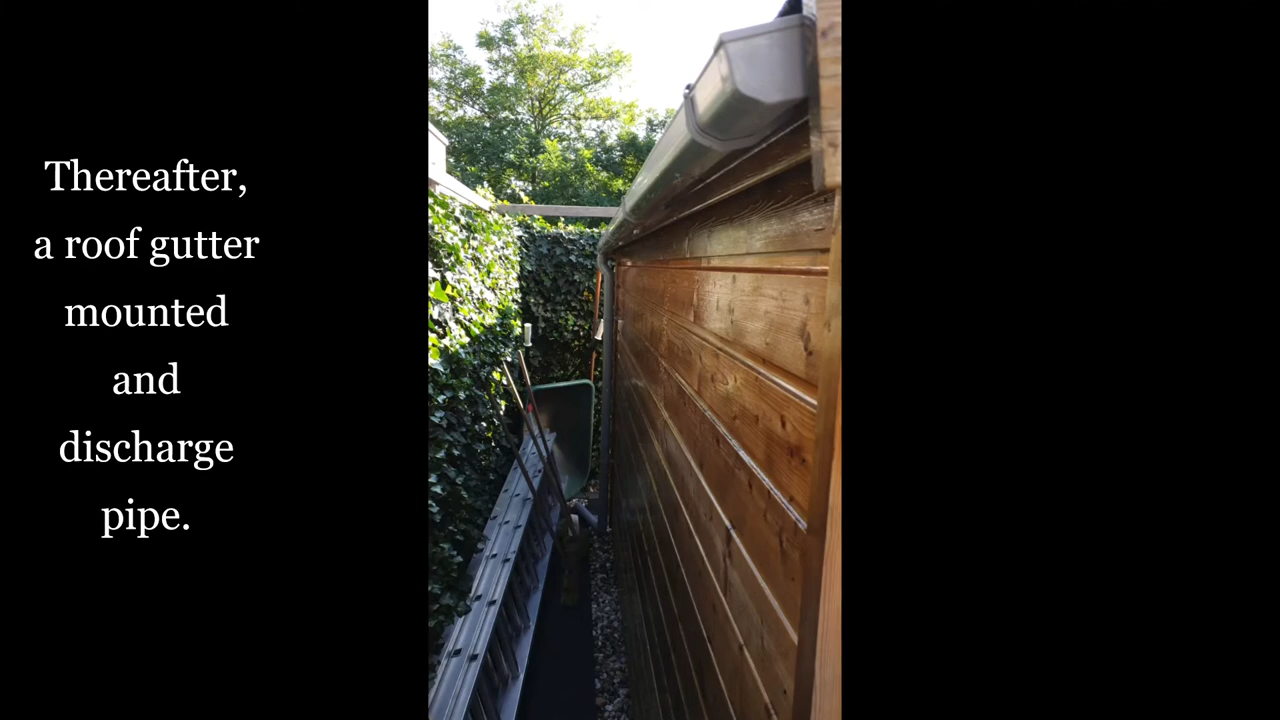 Thereafter,
a roof gutter
mounted
and
discharge
pipe.